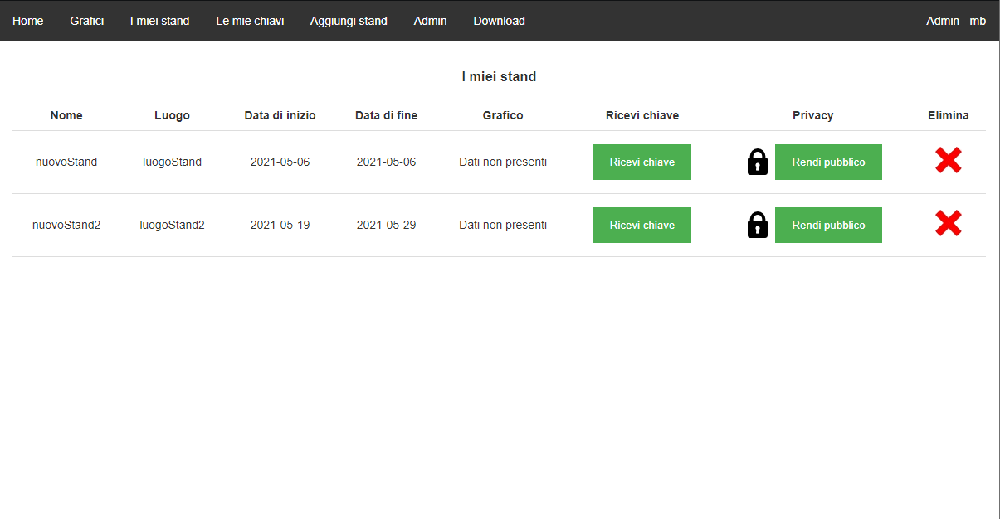 Home Grafici I miei stand Le mie chiavi Aggiungi stand Admin Download Admin - mb
I miei stand
Nome Luogo Data di inizio Data di fine Grafico Ricevi chiave Privacy Elimina
nuovoStand luogoStand 2021-05-06 2021-05-06 Dati non presenti Ricevi chiave Rendi pubblico
nuovoStand2 luogoStand2 2021-05-19 2021-05-29 Dati non presenti Ricevi chiave Rendi pubblico